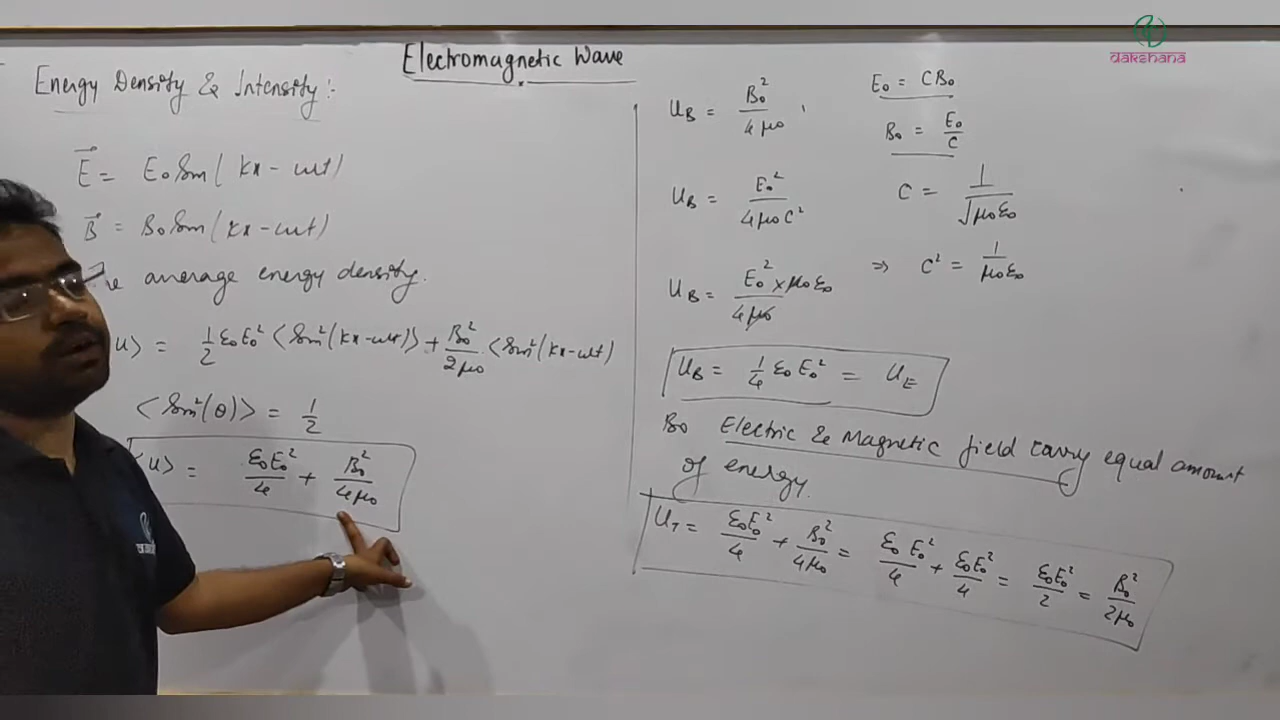 Electromagnetic Wave
dakshana
Energy Density & Intensity :-
E⃗ = E₀ Sin( kx - ωt)
B⃗ = B₀ Sin( kx - ωt)
average energy density.
u⟩ = 1/2 ε₀E₀² ⟨Sin²(kx-ωt)⟩ + B₀²/2μ₀ . ⟨Sin²(kx-ωt)
⟨Sin²(θ)⟩ = 1/2
⟨u⟩ = ε₀E₀²/4 + B₀²/4μ₀
U_B = B₀²/4μ₀ , E₀ = CB₀
B₀ = E₀/C
U_B = E₀²/4μ₀C² C = 1/√μ₀ε₀
U_B = E₀² × μ₀ε₀/4μ₀ ⇒ C² = 1/μ₀ε₀
U_B = 1/4 ε₀E₀² = U_E
Electric & Magnetic field carry equal amount
of energy.
U_T = ε₀E₀²/4 + B₀²/4μ₀ = ε₀E₀²/4 + ε₀E₀²/4 = ε₀E₀²/2 = B₀²/2μ₀